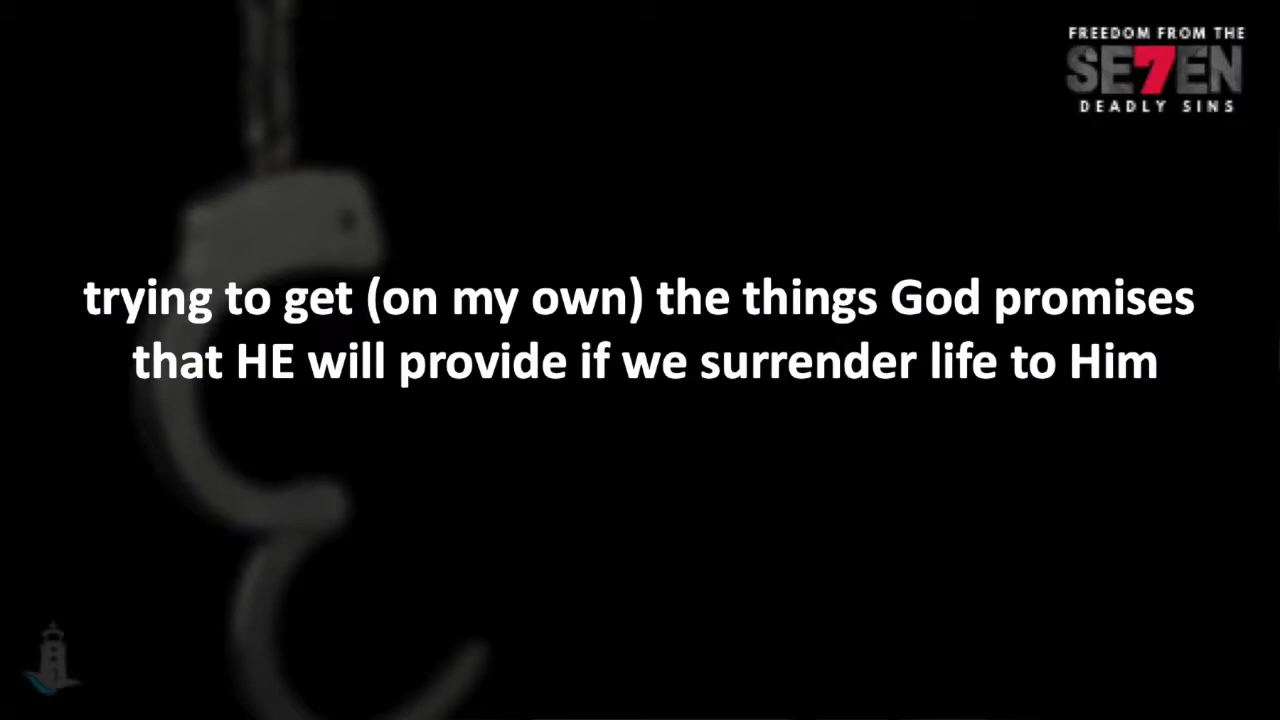 FREEDOM FROM THE
SE7EN
DEADLY SINS
trying to get (on my own) the things God promises
that HE will provide if we surrender life to Him